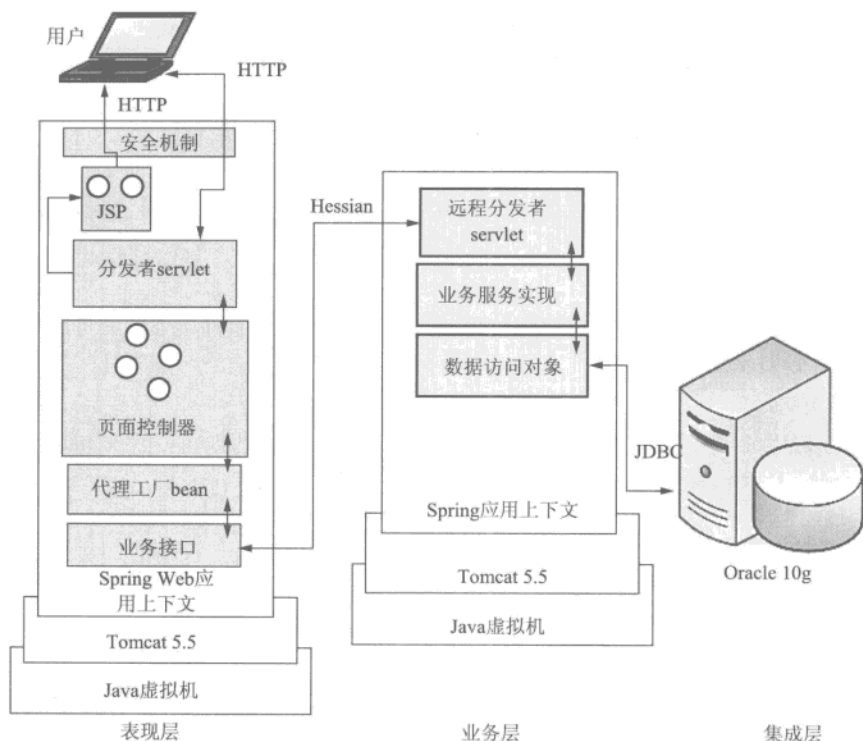 用户
HTTP
HTTP
安全机制
JSP
分发者servlet
页面控制器
代理工厂bean
业务接口
Spring Web应
用上下文
Tomcat 5.5
Java虚拟机
表现层
Hessian
远程分发者
servlet
业务服务实现
数据访问对象
Spring应用上下文
Tomcat 5.5
Java虚拟机
业务层
JDBC
Oracle 10g
集成层